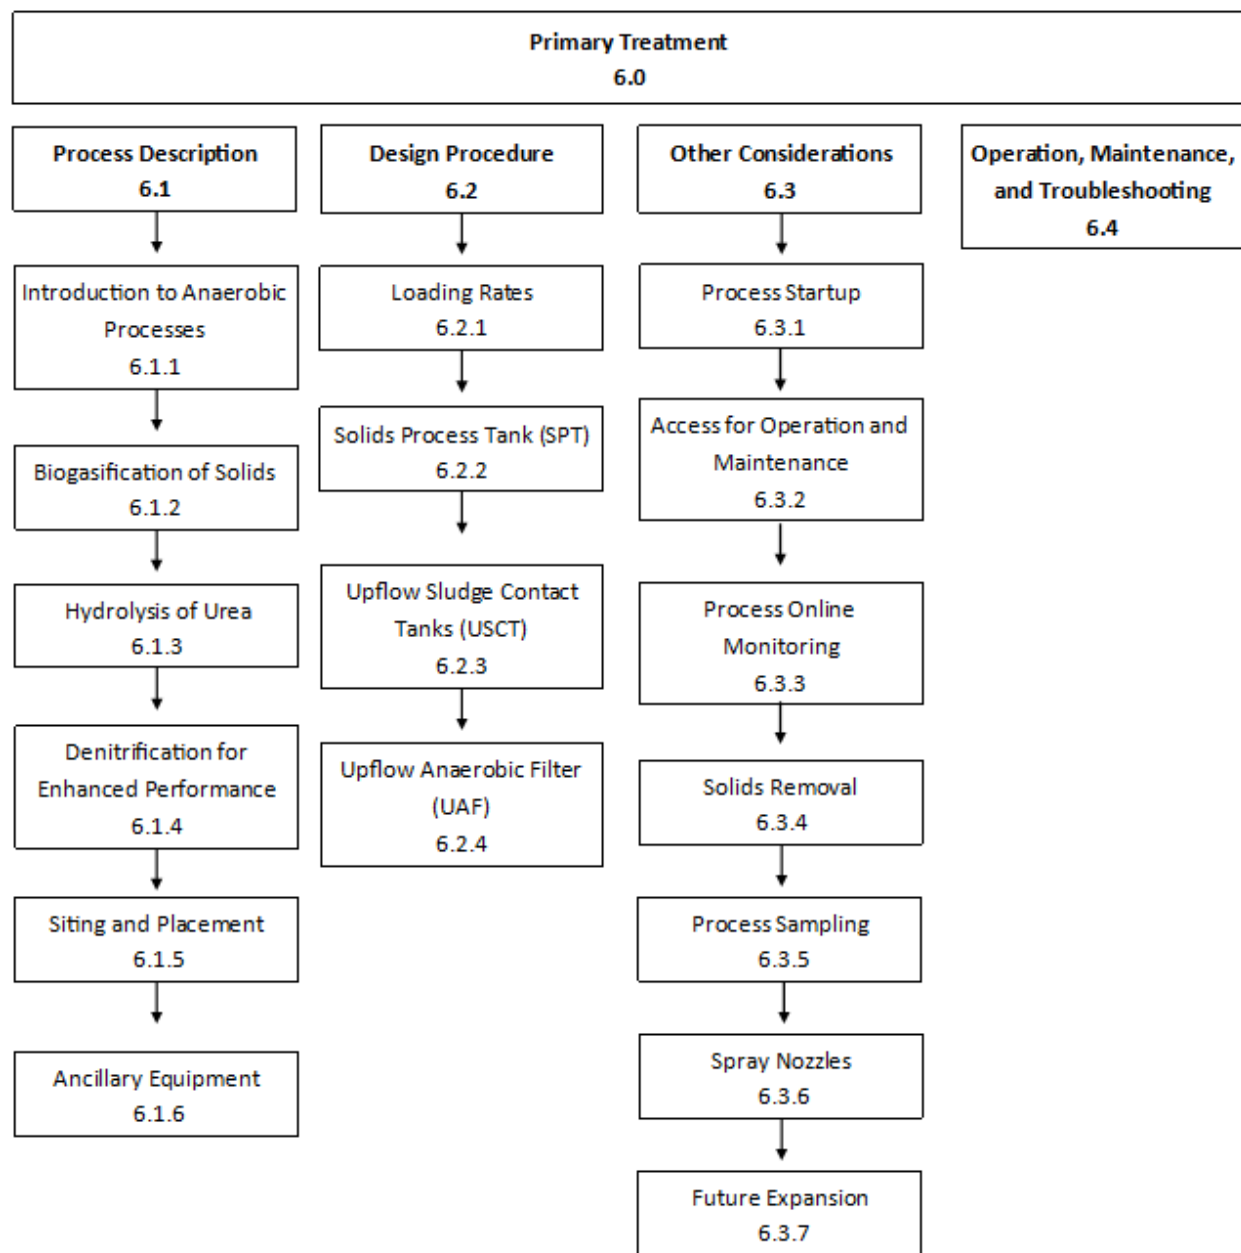 Primary Treatment
6.0
Process Description
6.1
Introduction to Anaerobic
Processes
6.1.1
Biogasification of Solids
6.1.2
Hydrolysis of Urea
6.1.3
Denitrification for
Enhanced Performance
6.1.4
Siting and Placement
6.1.5
Ancillary Equipment
6.1.6
Design Procedure
6.2
Loading Rates
6.2.1
Solids Process Tank (SPT)
6.2.2
Upflow Sludge Contact
Tanks (USCT)
6.2.3
Upflow Anaerobic Filter
(UAF)
6.2.4
Other Considerations
6.3
Process Startup
6.3.1
Access for Operation and
Maintenance
6.3.2
Process Online
Monitoring
6.3.3
Solids Removal
6.3.4
Process Sampling
6.3.5
Spray Nozzles
6.3.6
Future Expansion
6.3.7
Operation, Maintenance,
and Troubleshooting
6.4